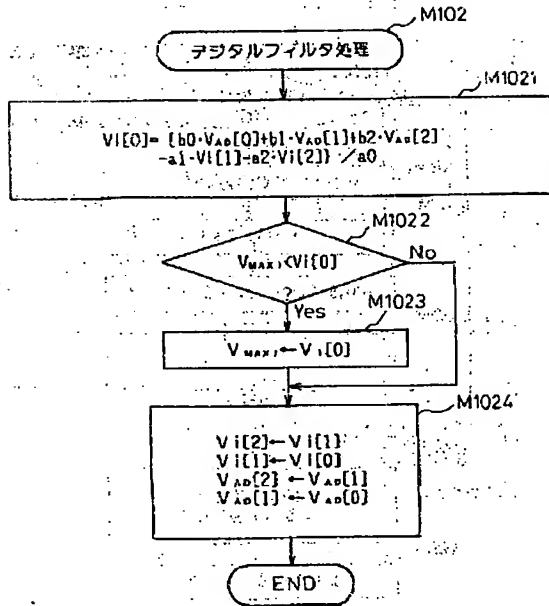 M102
デジタルフィルタ処理
M1021
Vi[0]= {b0·VAD[0]+b1·VAD[1]+b2·VAD[2]
-a1·Vi[1]-a2·Vi[2]} /a0
M1022
VMAXi<Vi[0]
No
?
Yes
M1023
VMAXi←Vi[0]
M1024
Vi[2]←Vi[1]
Vi[1]←Vi[0]
VAD[2]←VAD[1]
VAD[1]←VAD[0]
END